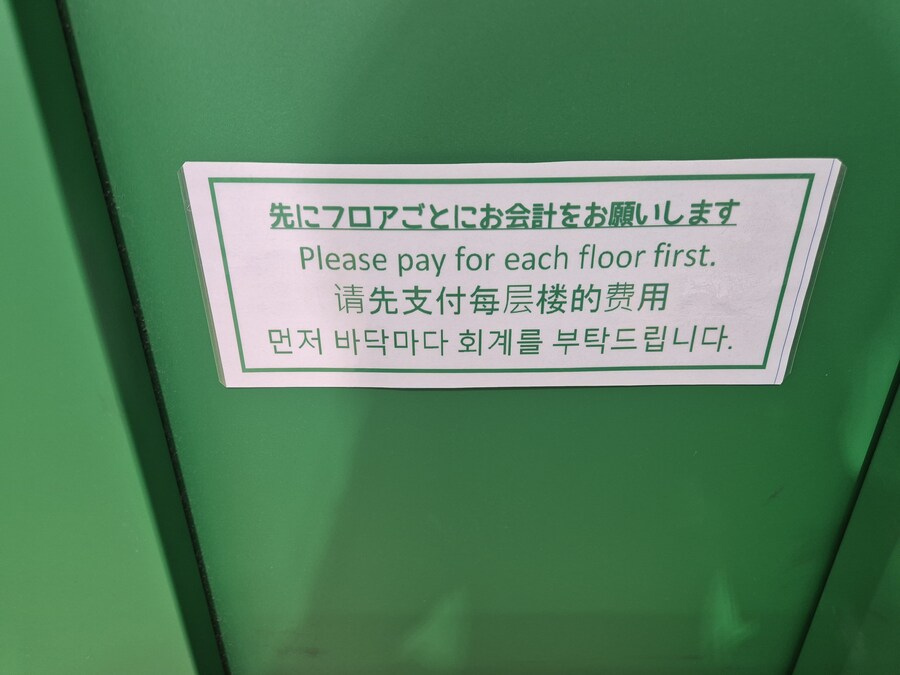 先にフロアごとにお会計をお願いします
Please pay for each floor first.
请先支付每层楼的费用
먼저 바닥마다 회계를 부탁드립니다.